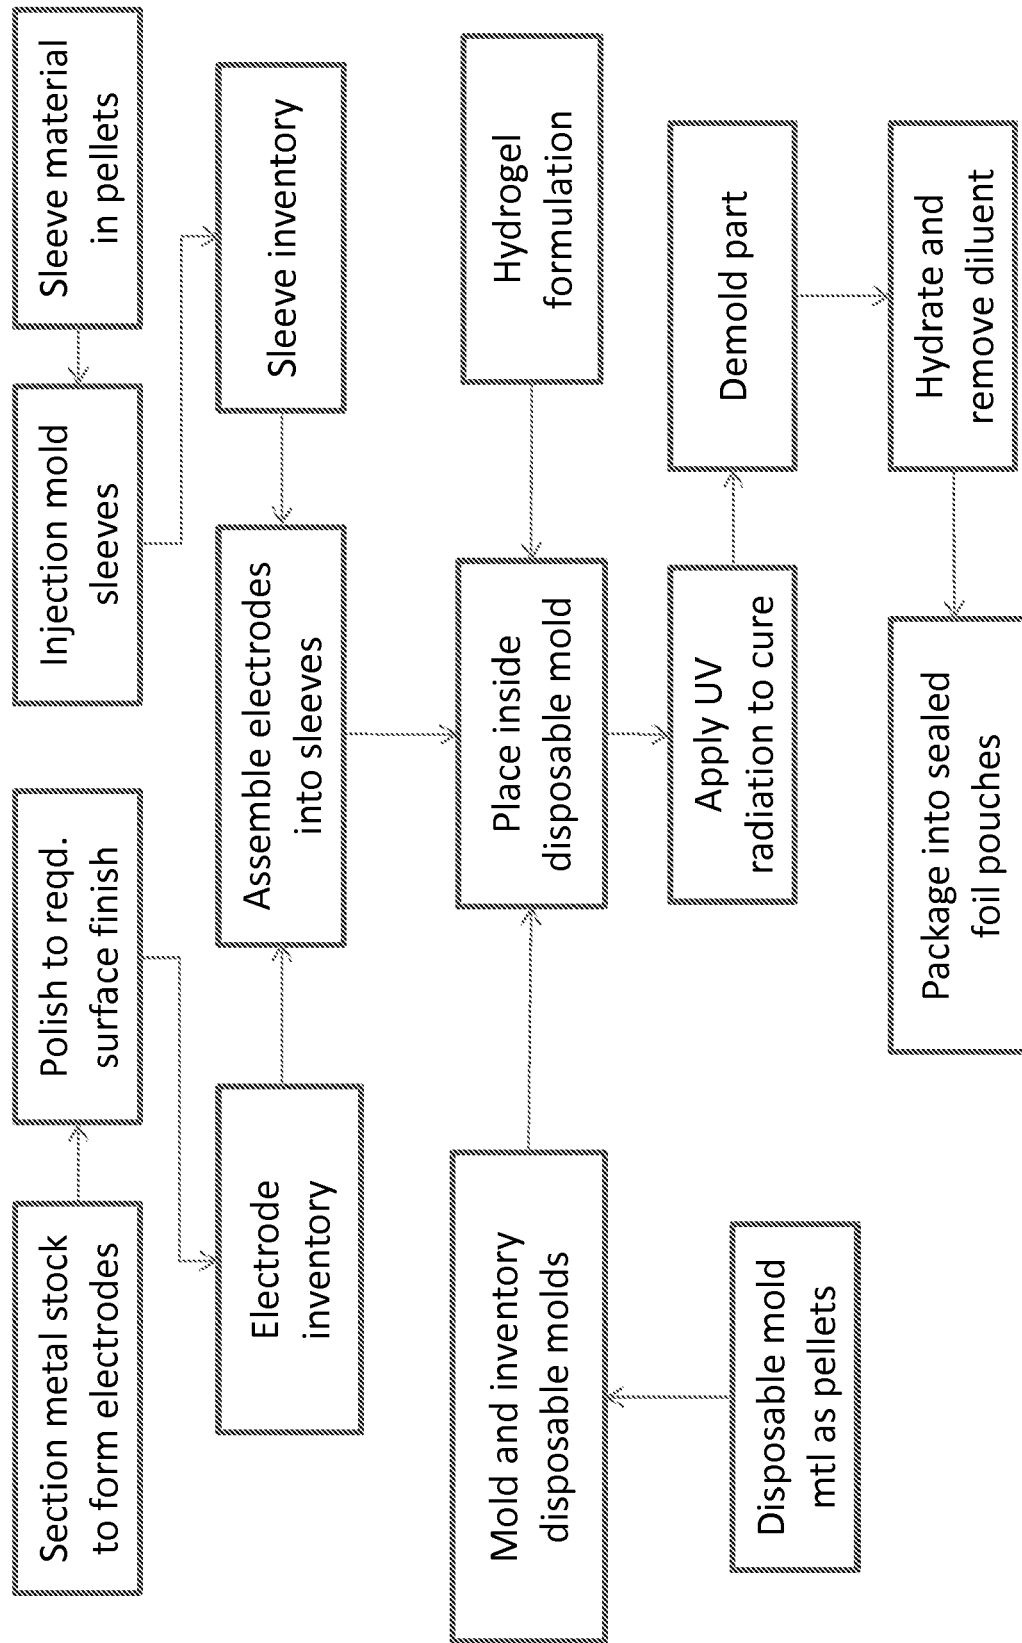 Section metal stock
to form electrodes
Polish to reqd.
surface finish
Injection mold
sleeves
Sleeve material
in pellets
Electrode
inventory
Assemble electrodes
into sleeves
Sleeve inventory
Mold and inventory
disposable molds
Place inside
disposable mold
Hydrogel
formulation
Disposable mold
mtl as pellets
Apply UV
radiation to cure
Demold part
Package into sealed
foil pouches
Hydrate and
remove diluent